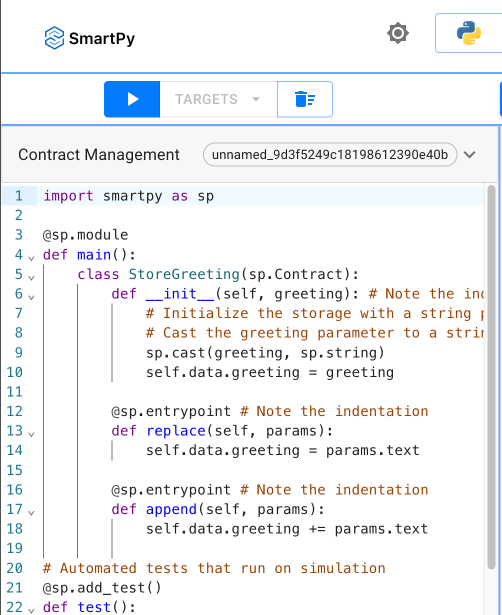 SmartPy
TARGETS
Contract Management
unnamed_9d3f5249c18198612390e40b
1 import smartpy as sp
2
3 @sp.module
4 def main():
5 class StoreGreeting(sp.Contract):
6 def __init__(self, greeting): # Note the
7 # Initialize the storage with a string
8 # Cast the greeting parameter to a
9 sp.cast(greeting, sp.string)
10 self.data.greeting = greeting
11
12 @sp.entrypoint # Note the indentation
13 def replace(self, params):
14 self.data.greeting = params.text
15
16 @sp.entrypoint # Note the indentation
17 def append(self, params):
18 self.data.greeting += params.text
19
20 # Automated tests that run on simulation
21 @sp.add_test()
22 def test():